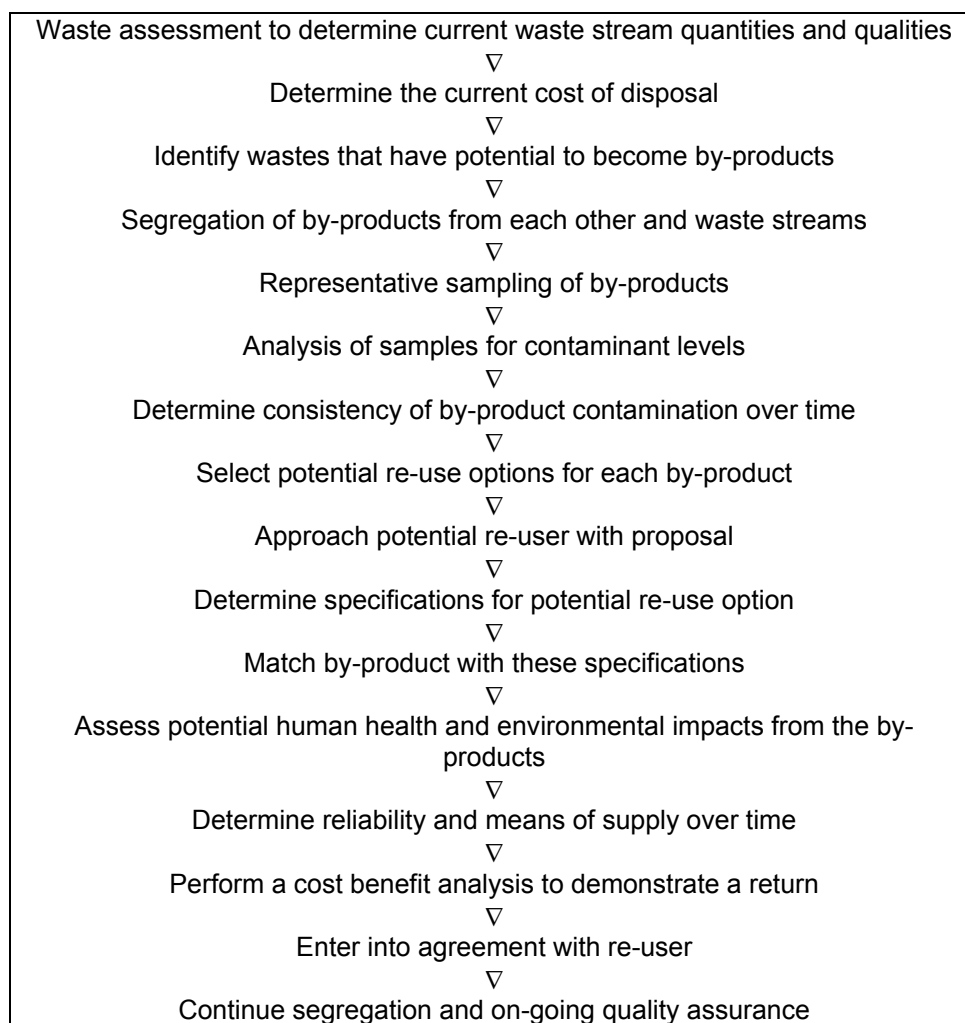 Waste assessment to determine current waste stream quantities and qualities
∇
Determine the current cost of disposal
∇
Identify wastes that have potential to become by-products
∇
Segregation of by-products from each other and waste streams
∇
Representative sampling of by-products
∇
Analysis of samples for contaminant levels
∇
Determine consistency of by-product contamination over time
∇
Select potential re-use options for each by-product
∇
Approach potential re-user with proposal
∇
Determine specifications for potential re-use option
∇
Match by-product with these specifications
∇
Assess potential human health and environmental impacts from the by-
products
∇
Determine reliability and means of supply over time
∇
Perform a cost benefit analysis to demonstrate a return
∇
Enter into agreement with re-user
∇
Continue segregation and on-going quality assurance